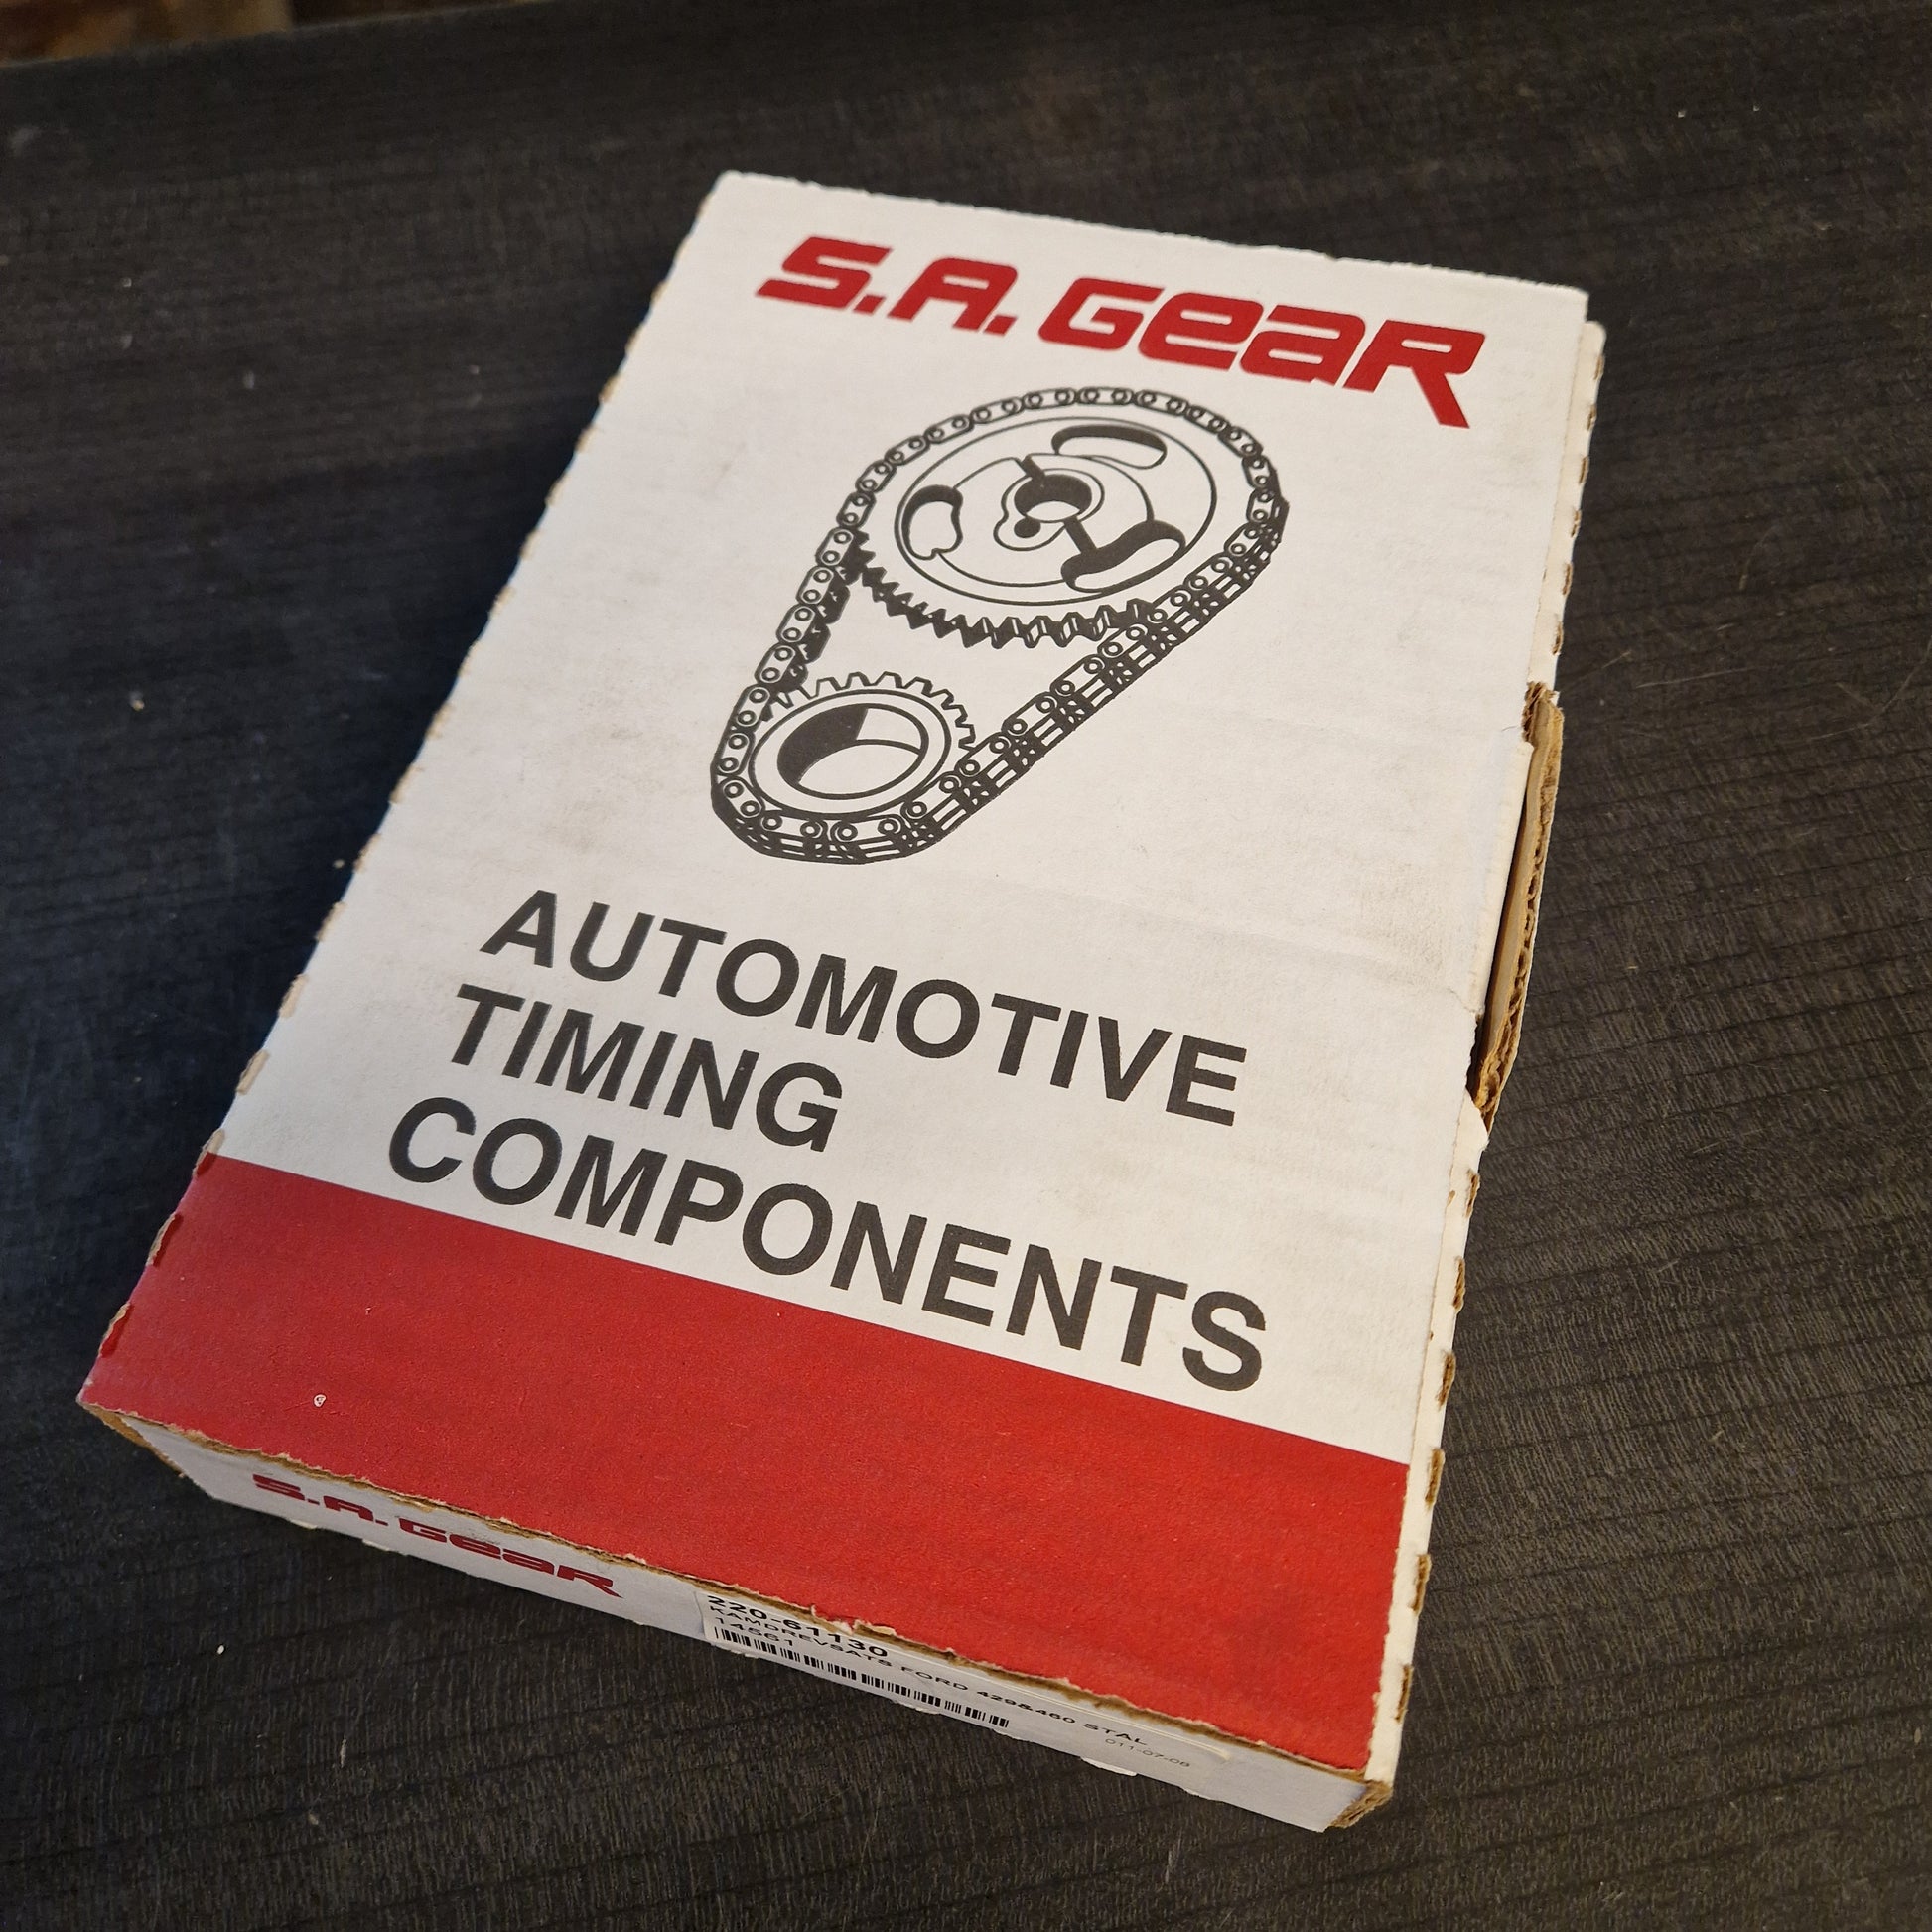 S.A. GEAR
AUTOMOTIVE
TIMING
COMPONENTS
S.A. GEAR
220-61130
KAMDREVSATS FORD 429&460 STAL
14561
011-07-06